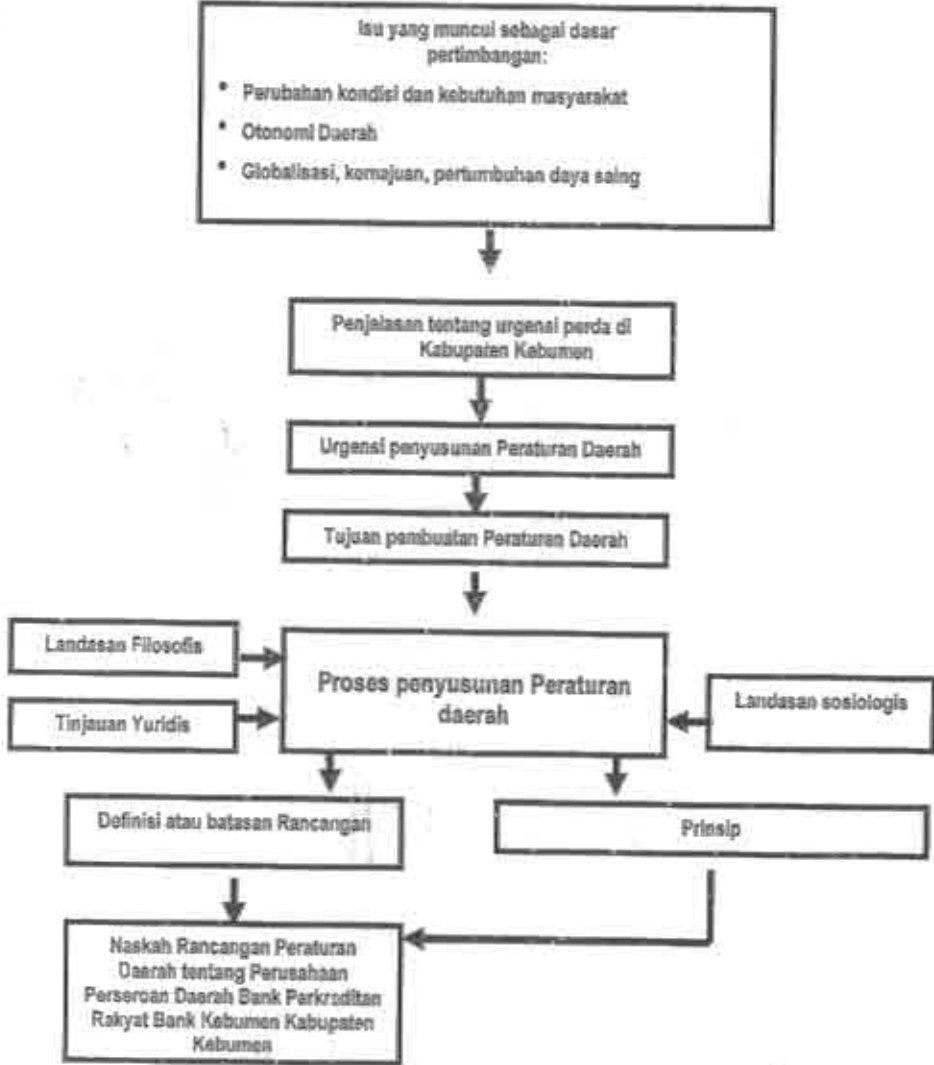 Isu yang muncul sebagai dasar
pertimbangan:
• Perubahan kondisi dan kebutuhan masyarakat
• Otonomi Daerah
• Globalisasi, kemajuan, pertumbuhan daya saing
Penjelasan tentang urgensi perda di
Kabupaten Kebumen
Urgensi penyusunan Peraturan Daerah
Tujuan pembuatan Peraturan Daerah
Landasan Filosofis
Proses penyusunan Peraturan
daerah
Landasan sosiologis
Tinjauan Yuridis
Definisi atau batasan Rancangan
Prinsip
Naskah Rancangan Peraturan
Daerah tentang Perusahaan
Perseroan Daerah Bank Perkreditan
Rakyat Bank Kebumen Kabupaten
Kebumen